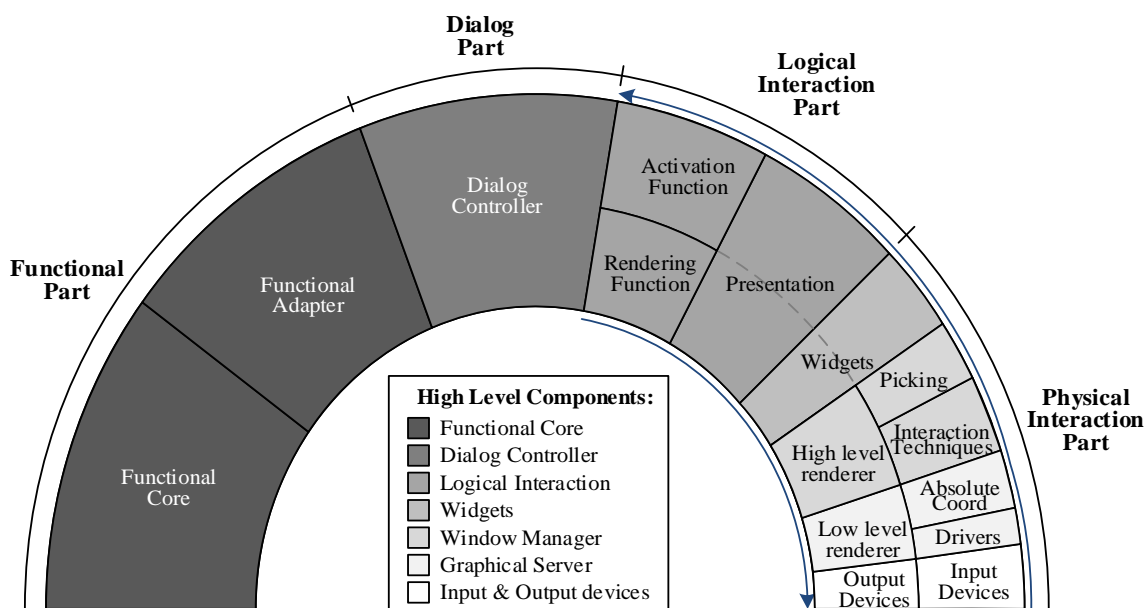 Dialog
Part
Logical
Interaction
Part
Functional
Part
Physical
Interaction
Part
Functional
Core
Functional
Adapter
Dialog
Controller
Activation
Function
Rendering
Function
Presentation
Widgets
Picking
Interaction
Techniques
High level
renderer
Absolute
Coord
Low level
renderer
Drivers
Output
Devices
Input
Devices
High Level Components:
Functional Core
Dialog Controller
Logical Interaction
Widgets
Window Manager
Graphical Server
Input & Output devices